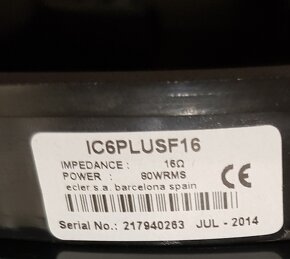 IC6PLUSF16
IMPEDANCE : 16Ω
POWER : 80WRMS
ecler s.a. barcelona spain
CE
Serial No.: 217940263 JUL - 2014